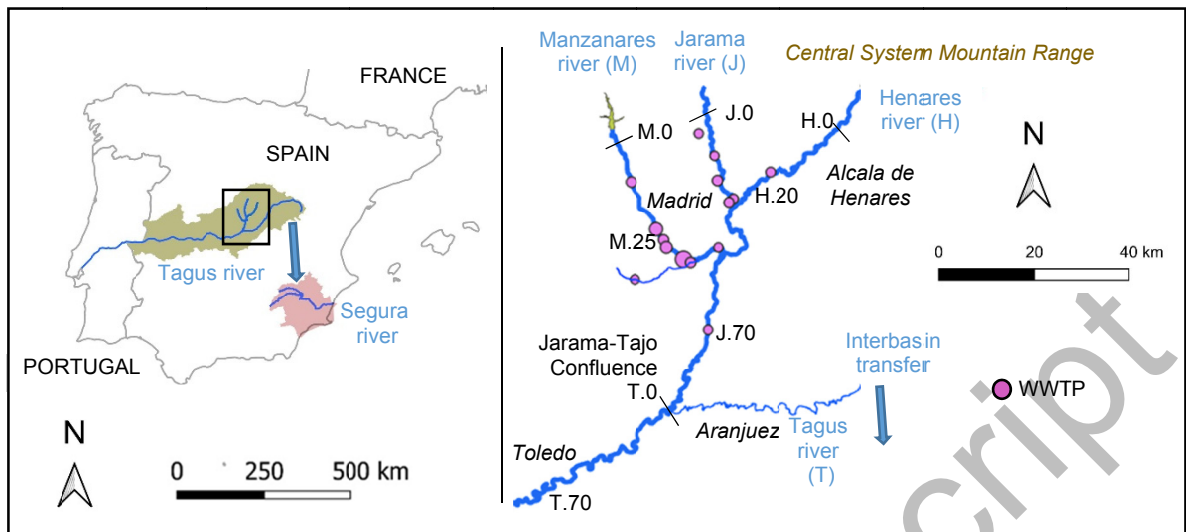 FRANCE
SPAIN
Tagus river
Segura
river
PORTUGAL
N
0 250 500 km
Manzanares
river (M)
Jarama
river (J)
Central System Mountain Range
Henares
river (H)
M.0
J.0
H.0
N
Madrid
H.20
Alcala de
Henares
M.25
0 20 40 km
J.70
Jarama-Tajo
Confluence
T.0
Interbasin
transfer
WWTP
Aranjuez
Tagus
river
(T)
Toledo
T.70
cript